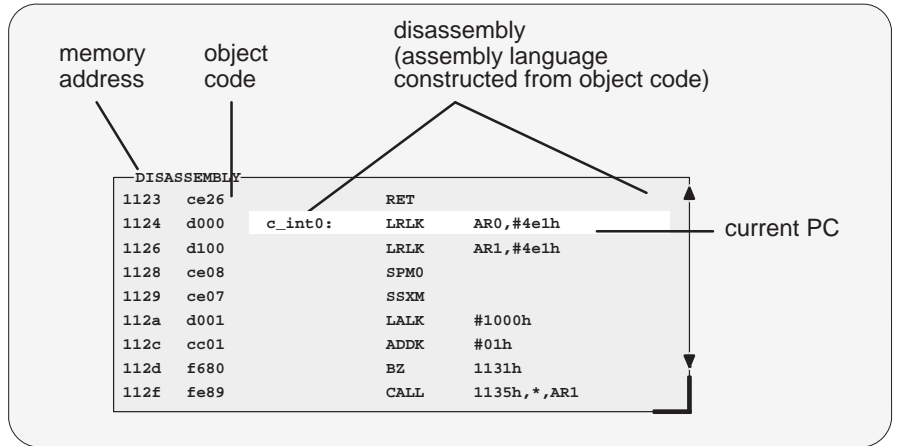 disassembly
(assembly language
constructed from object code)
memory
address
object
code
DISASSEMBLY
1123 ce26 RET
1124 d000 c_int0: LRLK AR0,#4e1h
1126 d100 LRLK AR1,#4e1h
1128 ce08 SPM0
1129 ce07 SSXM
112a d001 LALK #1000h
112c cc01 ADDK #01h
112d f680 BZ 1131h
112f fe89 CALL 1135h,*,AR1
current PC